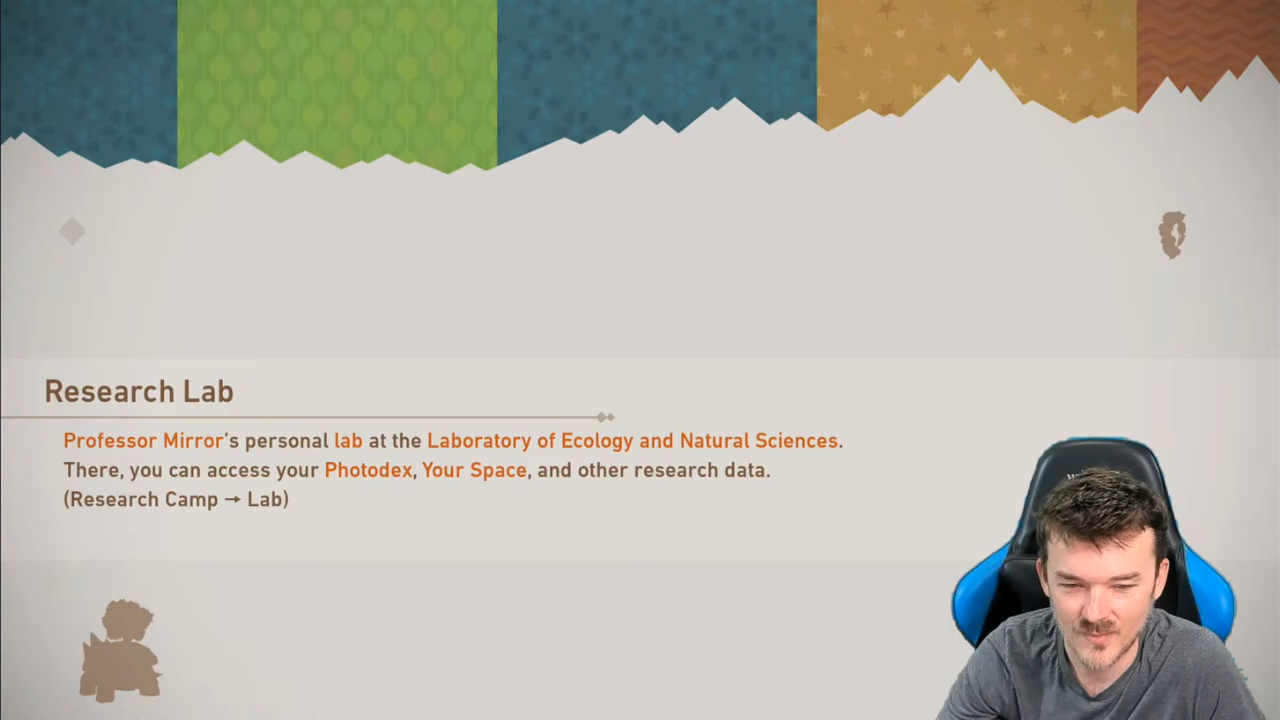 Research Lab
Professor Mirror's personal lab at the Laboratory of Ecology and Natural Sciences.
There, you can access your Photodex, Your Space, and other research data.
(Research Camp → Lab)